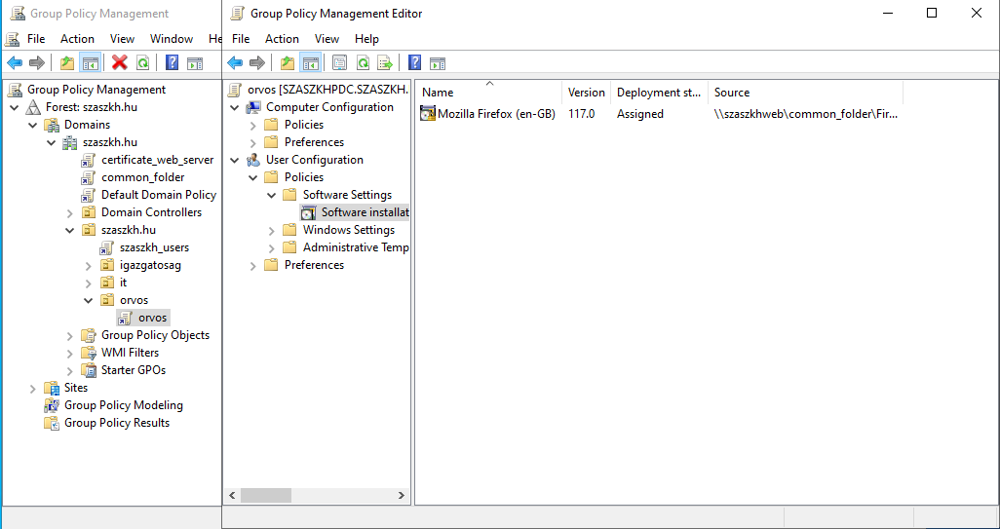 Group Policy Management
File Action View Window He
Group Policy Management
Forest: szaszkh.hu
Domains
szaszkh.hu
certificate_web_server
common_folder
Default Domain Policy
Domain Controllers
szaszkh.hu
szaszkh_users
igazgatosag
it
orvos
orvos
Group Policy Objects
WMI Filters
Starter GPOs
Sites
Group Policy Modeling
Group Policy Results
Group Policy Management Editor
File Action View Help
orvos [SZASZKHPDC.SZASZKH.
Computer Configuration
Policies
Preferences
User Configuration
Policies
Software Settings
Software installat
Windows Settings
Administrative Temp
Preferences
Name Version Deployment st... Source
Mozilla Firefox (en-GB) 117.0 Assigned \\szaszkhweb\common_folder\Fir...